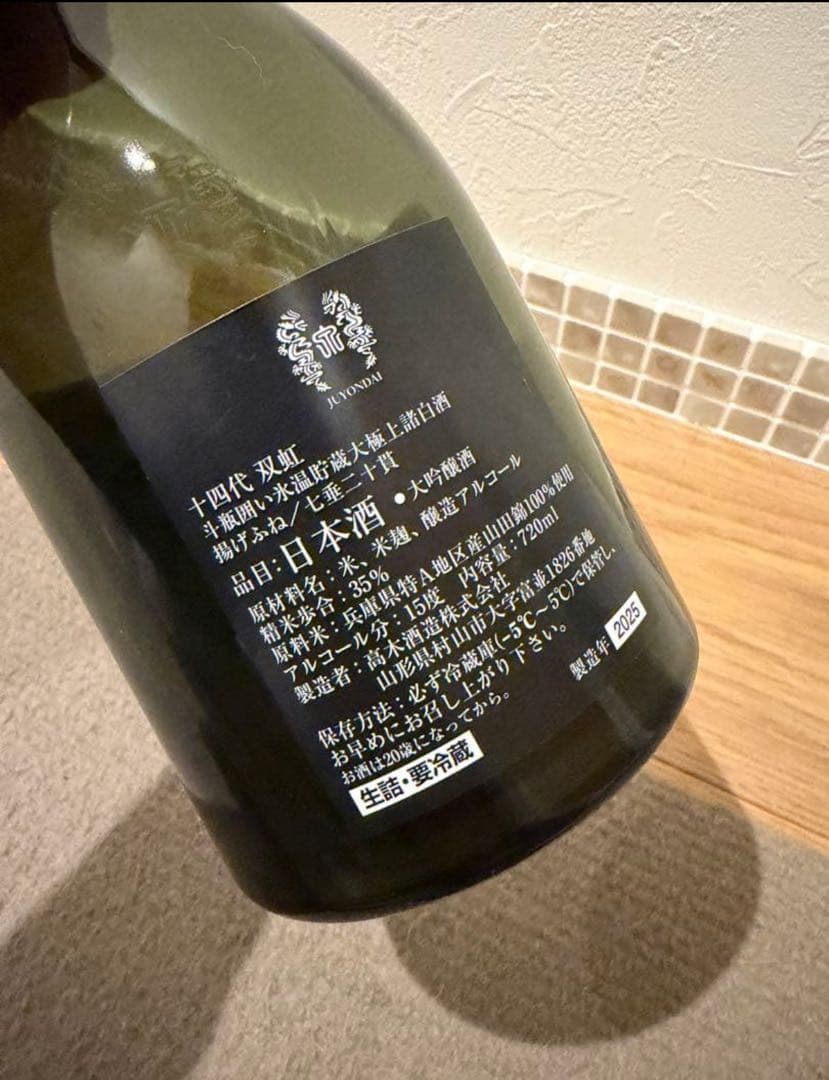 JUYONDAI
十四代 双虹
斗瓶囲い氷温貯蔵大極上諸白酒
揚げふね/七垂二十貫
品目:日本酒 ●大吟醸酒
原材料名:米、米麹、醸造アルコール
精米歩合:35%
原料米:兵庫県特A地区産山田錦100%使用
アルコール分:15度 内容量:720ml
製造者:高木酒造株式会社
山形県村山市大字富並1826番地
保存方法:必ず冷蔵庫(−5℃〜5℃)で保管し、
お早めにお召し上がり下さい。
お酒は20歳になってから。
製造年 2025
生詰・要冷蔵